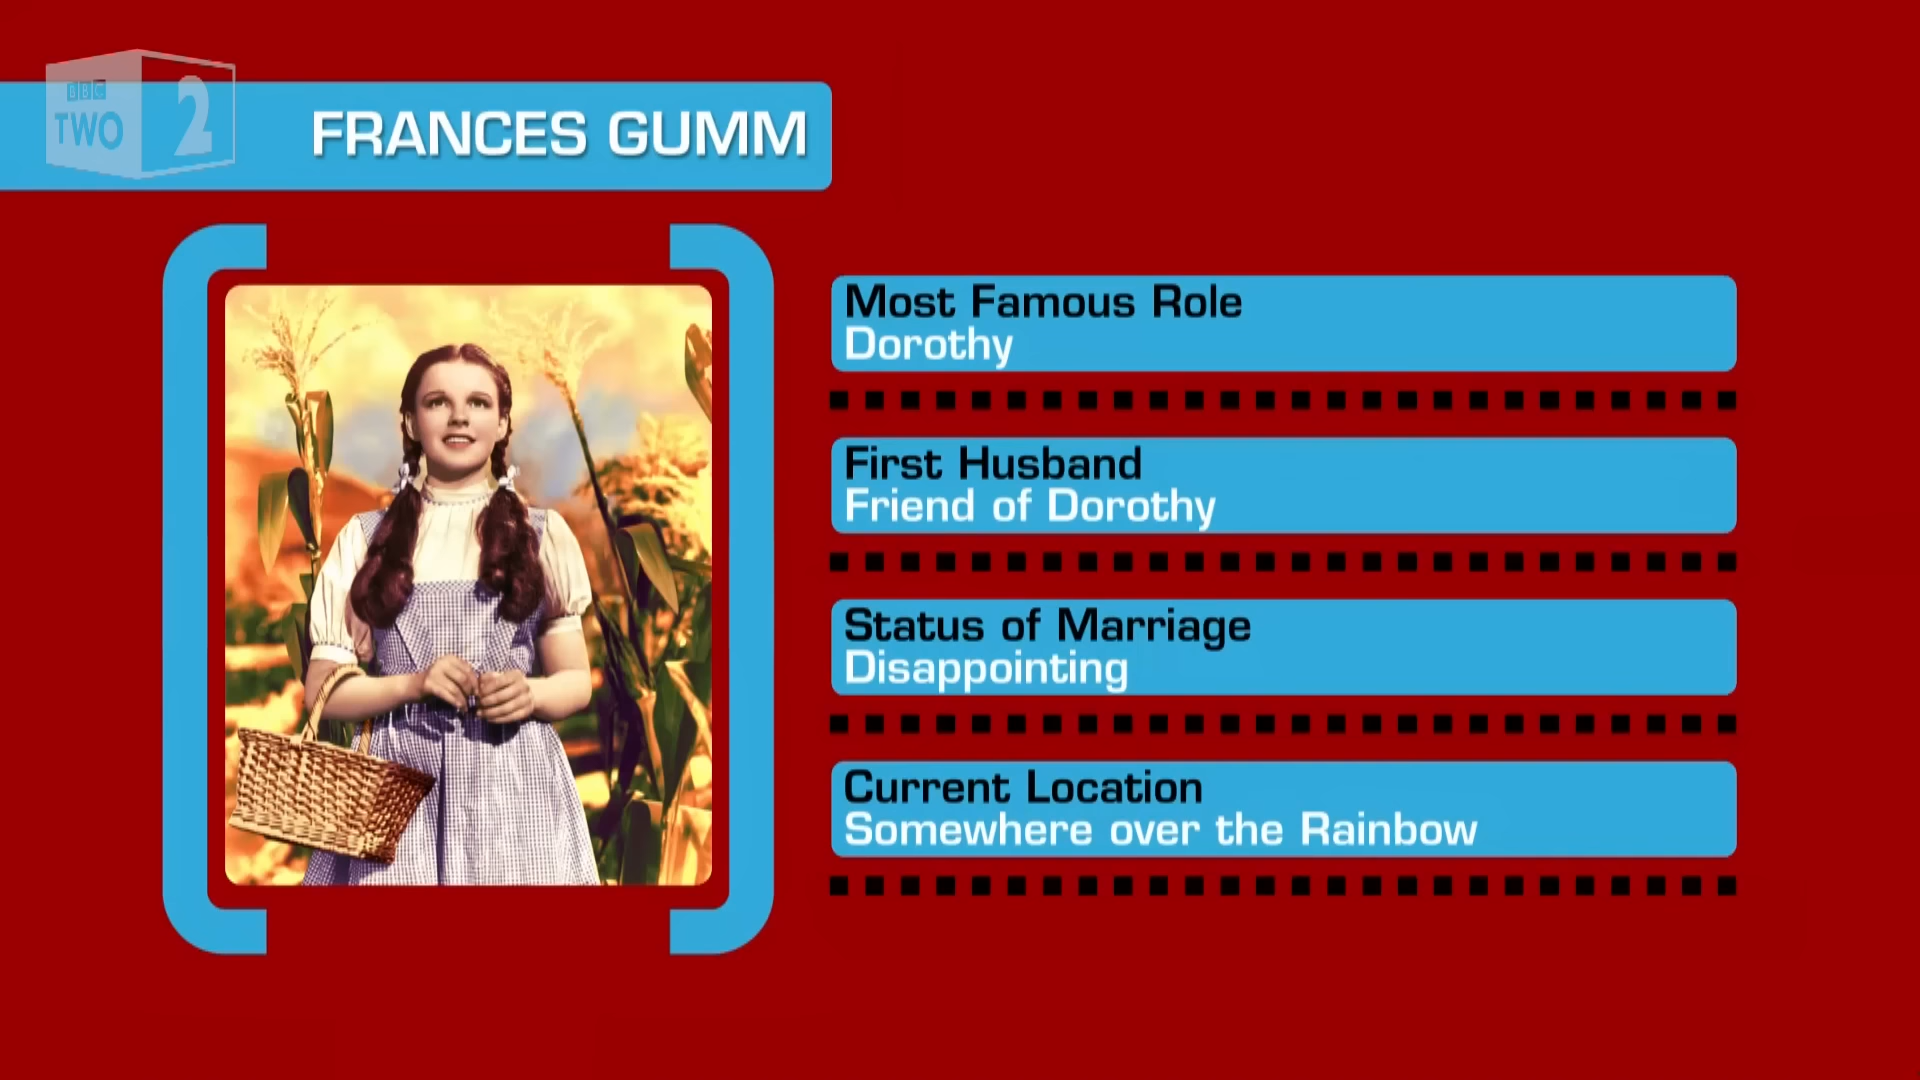 BBC
TWO
2
FRANCES GUMM
Most Famous Role
Dorothy
First Husband
Friend of Dorothy
Status of Marriage
Disappointing
Current Location
Somewhere over the Rainbow